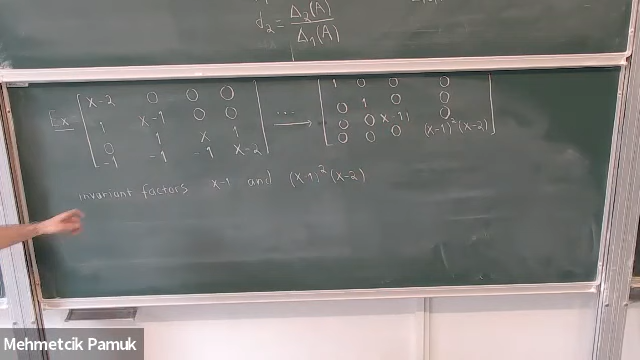 d₂ = Δ₂(A) / Δ₁(A)
Ex [ x-2 0 0 0 ] ... → [ 1 0 0 0 ]
[ 1 x-1 0 0 ] [ 0 1 0 0 ]
[ 0 1 x 1 ] [ 0 0 x-1 0 ]
[ -1 -1 -1 x-2 ] [ 0 0 0 (x-1)²(x-2) ]
invariant factors x-1 and (x-1)²(x-2)
Mehmetcik Pamuk